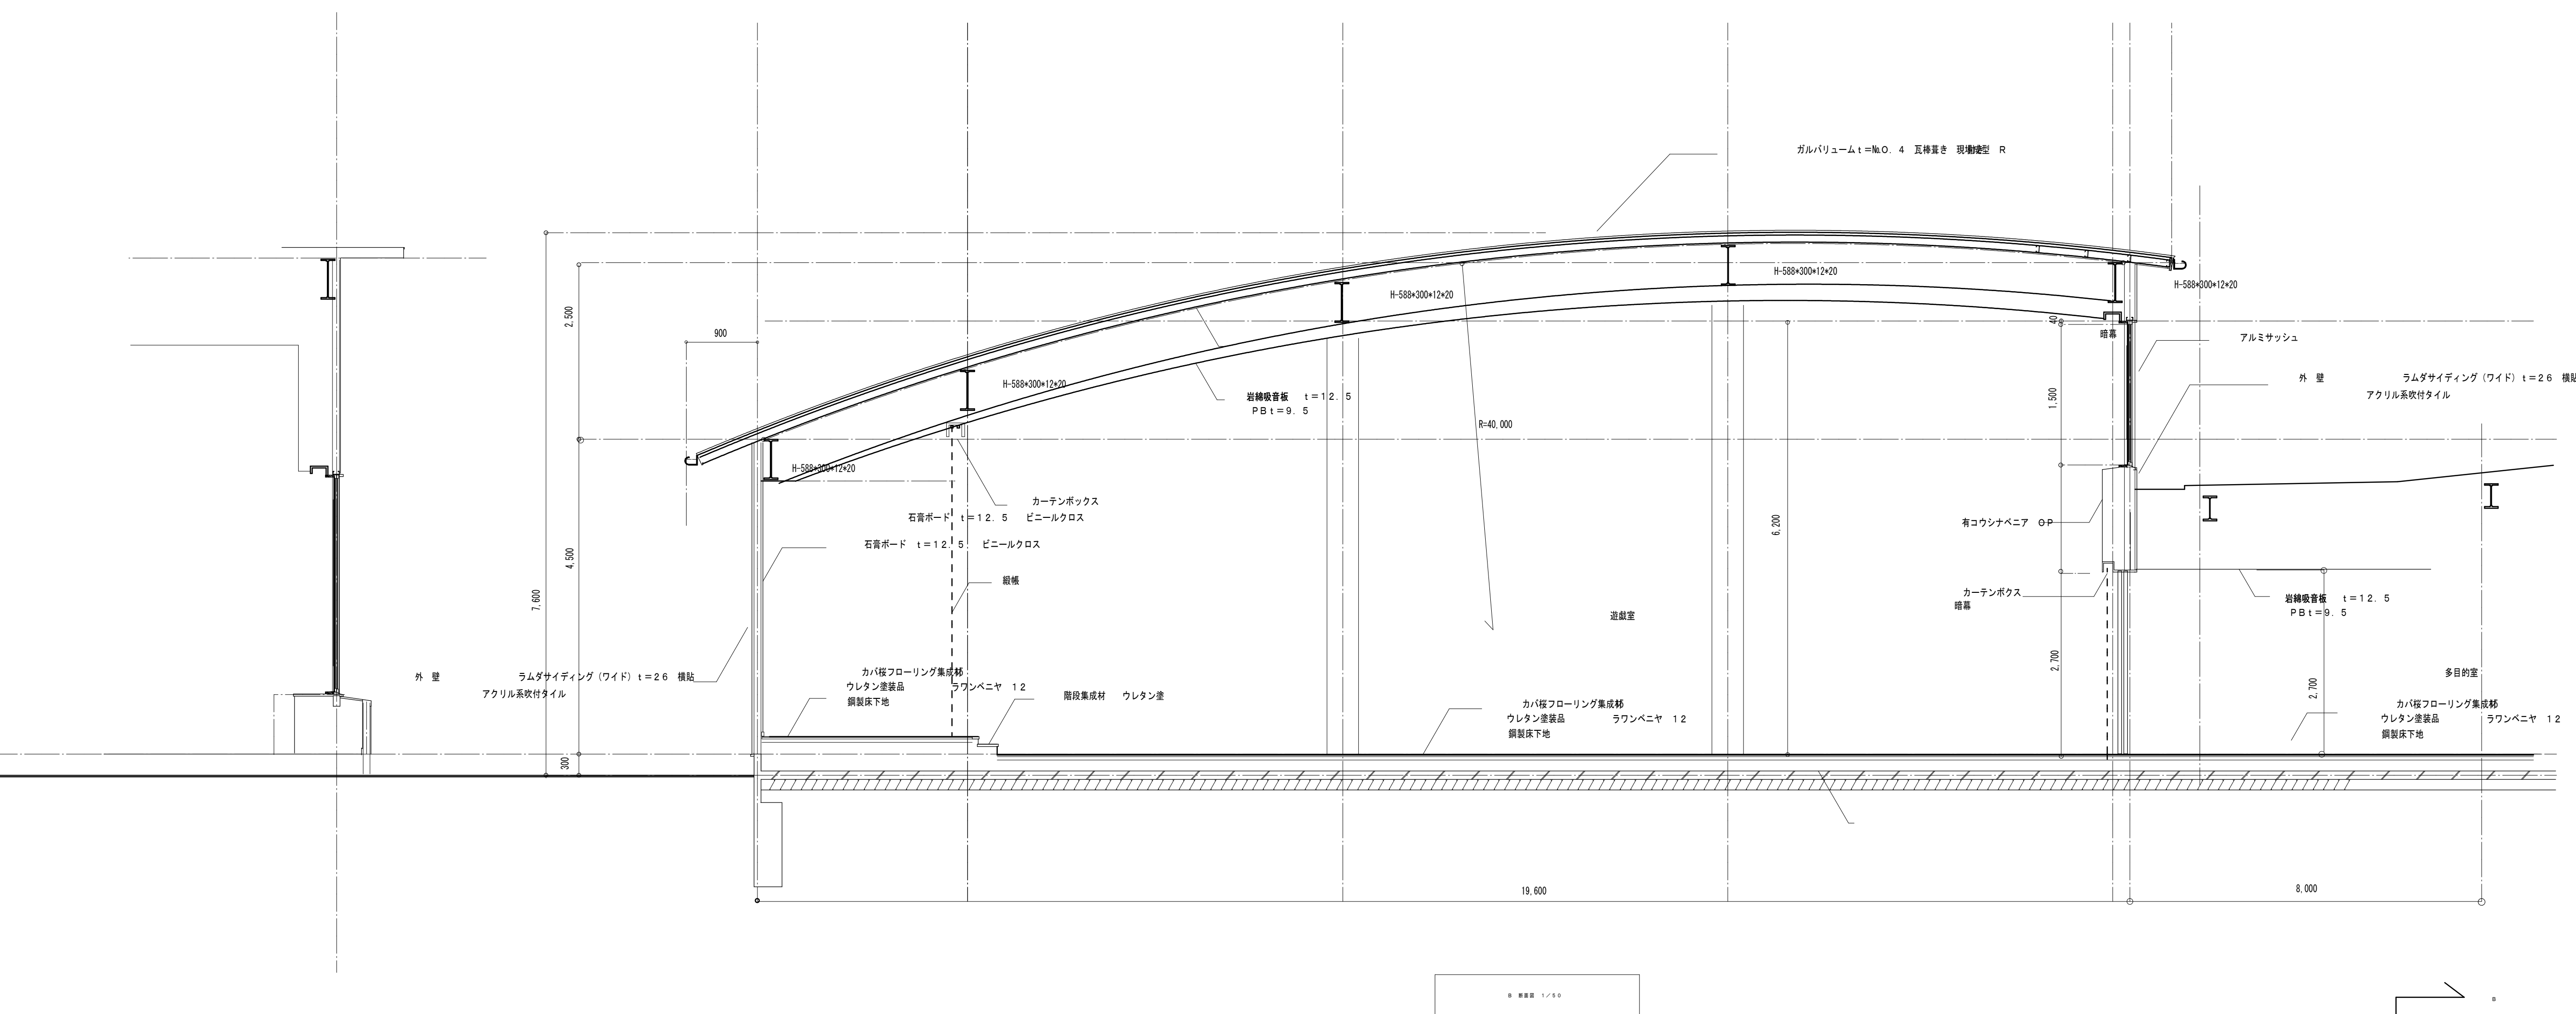 ガルバリュームt=№0.4 瓦棒葺き 現場 型 R
H-588*300*12*20
H-588*300*12*20
H-588*300*12*20
2,500
900
40
暗幕
アルミサッシュ
H-588*300*12*20
外 壁 ラムダサイディング(ワイド)t=26 横貼
アクリル系吹付タイル
岩綿吸音板 t=12.5
PBt=9.5
1,500
R=40,000
H-588*300*12*20
カーテンボックス
石膏ボード t=12.5 ビニールクロス
6,200
有コウシナベニア OP
石膏ボード t=12.5 ビニールクロス
4,500
緞帳
7,600
カーテンボクス
暗幕
岩綿吸音板 t=12.5
PBt=9.5
遊戯室
外 壁 ラムダサイディング(ワイド)t=26 横貼
アクリル系吹付タイル
カバ桜フローリング集成材
ウレタン塗装品 ラワンベニヤ 12
鋼製床下地
階段集成材 ウレタン塗
2,700
2,700
多目的室
カバ桜フローリング集成材
ウレタン塗装品 ラワンベニヤ 12
鋼製床下地
カバ桜フローリング集成材
ウレタン塗装品 ラワンベニヤ 12
鋼製床下地
300
19,600
8,000
B 断面図 1/50
B